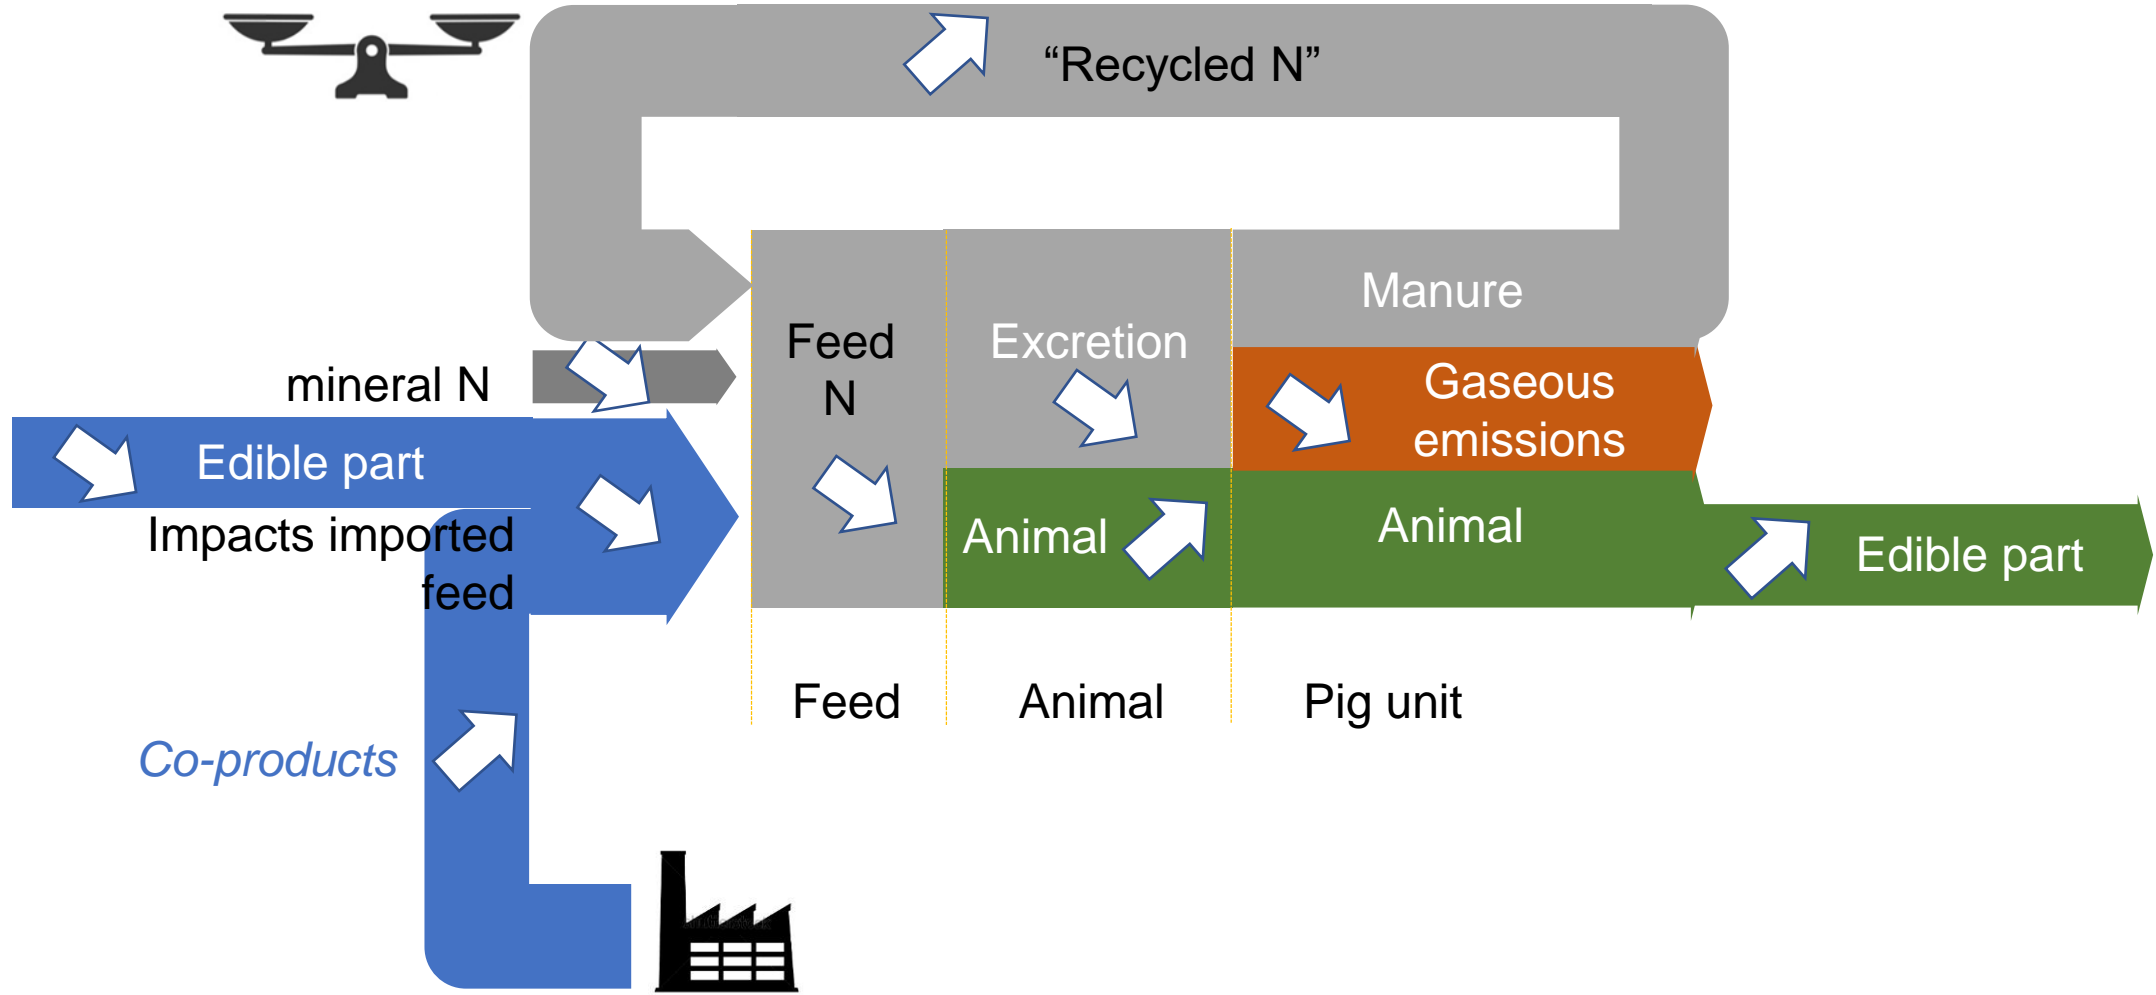 “Recycled N”
Manure
Feed
N
Excretion
mineral N
Gaseous
emissions
Edible part
Impacts imported
feed
Animal
Animal
Edible part
Feed
Animal
Pig unit
Co-products